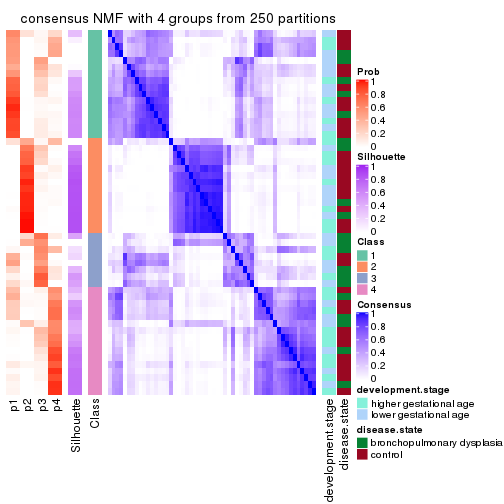 consensus NMF with 4 groups from 250 partitions
Prob
1
0.8
0.6
0.4
0.2
0
Silhouette
1
0.8
0.6
0.4
0.2
0
Class
1
2
3
4
Consensus
1
0.8
0.6
0.4
0.2
0
development.stage
higher gestational age
lower gestational age
disease.state
bronchopulmonary dysplasia
control
p1
p2
p3
p4
Silhouette
Class
development.stage
disease.state